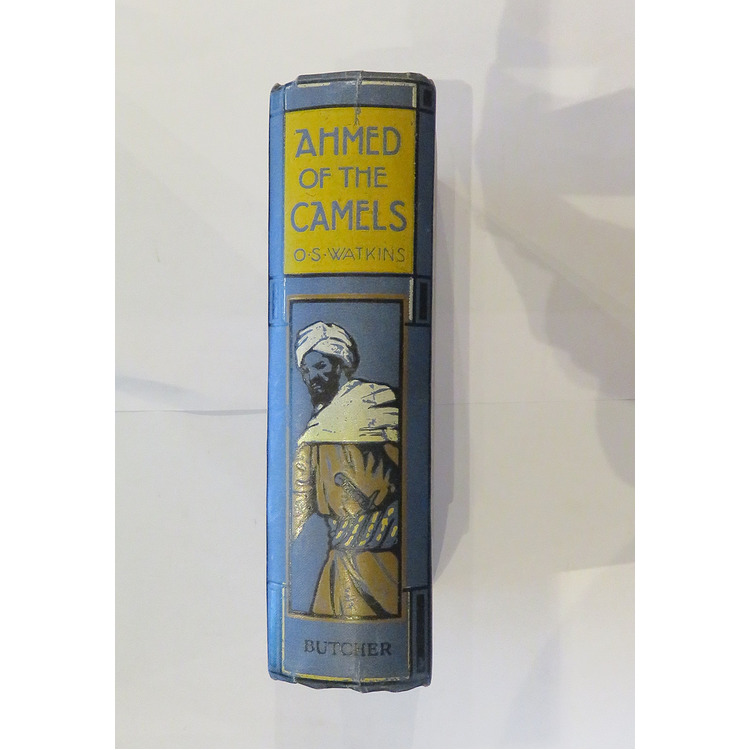 AHMED
OF THE
CAMELS
O·S·WATKINS
BUTCHER